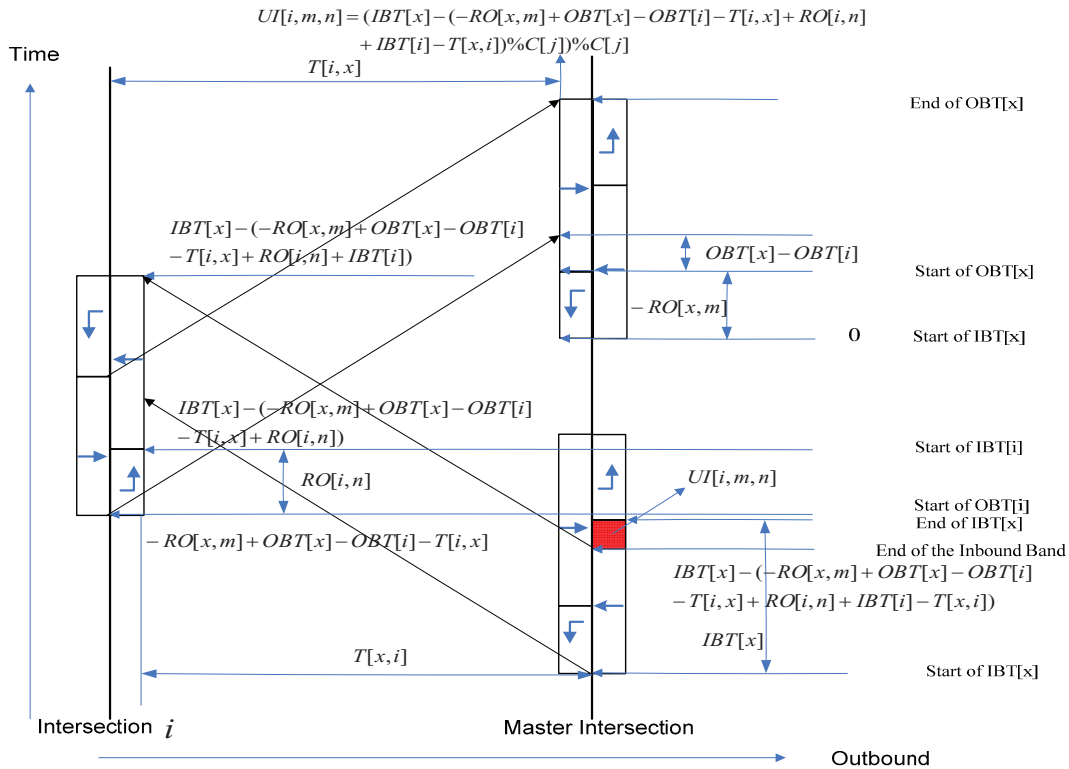 UI[i,m,n] = (IBT[x]−(−RO[x,m]+OBT[x]−OBT[i]−T[i,x]+RO[i,n]
+IBT[i]−T[x,i])%C[j])%C[j]
Time
T[i,x]
End of OBT[x]
IBT[x]−(−RO[x,m]+OBT[x]−OBT[i]
−T[i,x]+RO[i,n]+IBT[i])
OBT[x]−OBT[i]
Start of OBT[x]
−RO[x,m]
0
Start of IBT[x]
IBT[x]−(−RO[x,m]+OBT[x]−OBT[i]
−T[i,x]+RO[i,n])
Start of IBT[i]
RO[i,n]
UI[i,m,n]
Start of OBT[i]
End of IBT[x]
−RO[x,m]+OBT[x]−OBT[i]−T[i,x]
End of the Inbound Band
IBT[x]−(−RO[x,m]+OBT[x]−OBT[i]
−T[i,x]+RO[i,n]+IBT[i]−T[x,i])
IBT[x]
T[x,i]
Start of IBT[x]
Intersection i
Master Intersection
Outbound